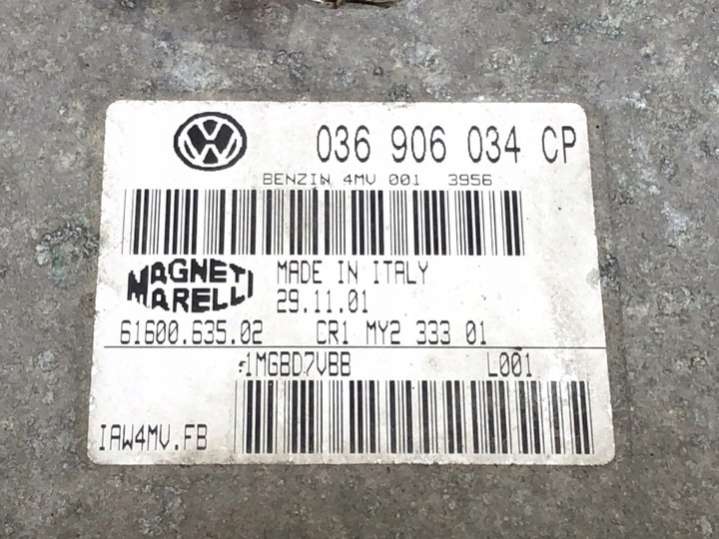 036 906 034 CP
BENZIN 4MV 001 3956
MAGNETI MARELLI
MADE IN ITALY
29.11.01
61600.635.02 CR1 MY2 333 01
1MGBD7VBB L001
IAW4MV.FB